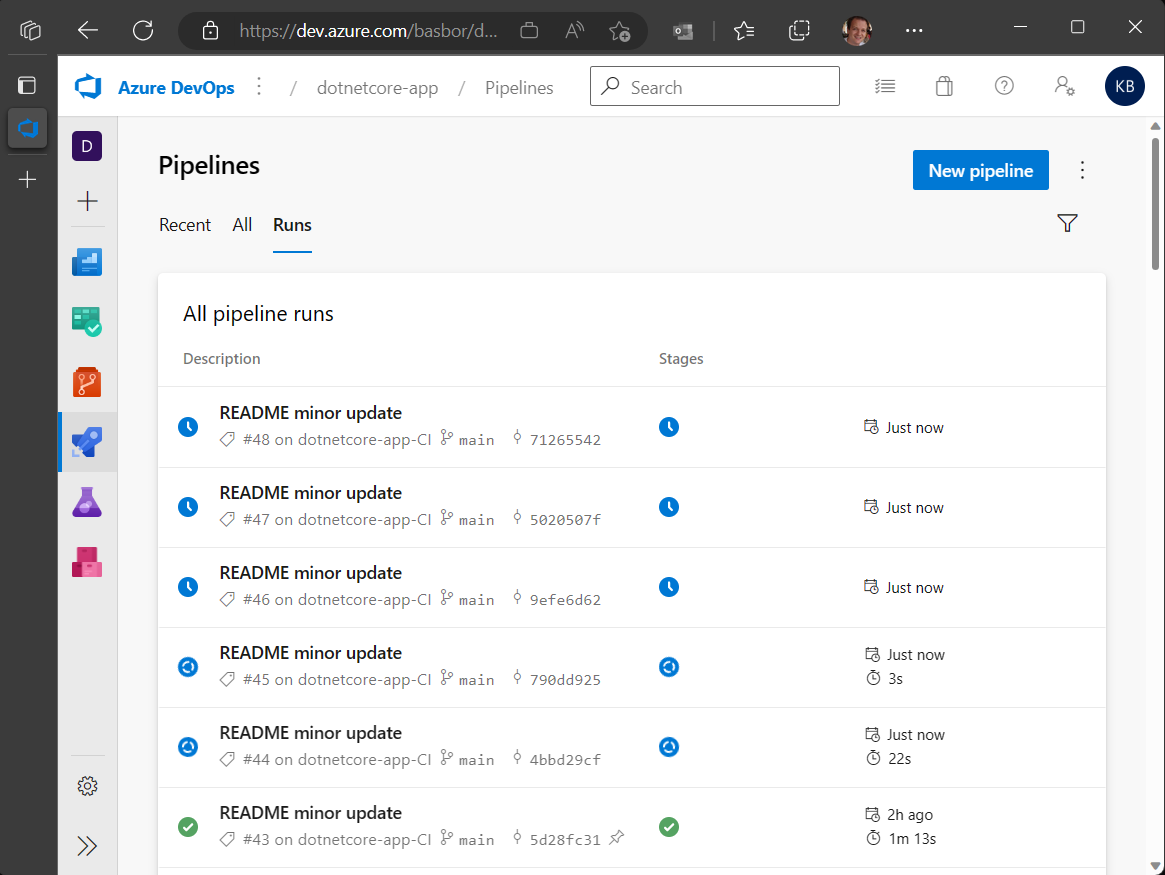 https://dev.azure.com/basbor/d...
Azure DevOps / dotnetcore-app / Pipelines Search KB
D
Pipelines
New pipeline
Recent All Runs
All pipeline runs
Description Stages
README minor update
#48 on dotnetcore-app-CI main 71265542
Just now
README minor update
#47 on dotnetcore-app-CI main 5020507f
Just now
README minor update
#46 on dotnetcore-app-CI main 9efe6d62
Just now
README minor update
#45 on dotnetcore-app-CI main 790dd925
Just now
3s
README minor update
#44 on dotnetcore-app-CI main 4bbd29cf
Just now
22s
README minor update
#43 on dotnetcore-app-CI main 5d28fc31
2h ago
1m 13s